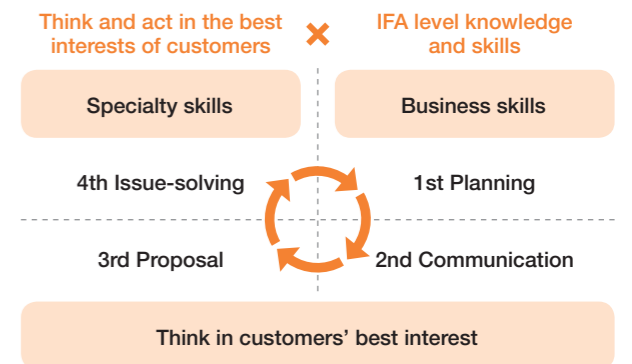 Think and act in the best
interests of customers
×
IFA level knowledge
and skills
Specialty skills
Business skills
4th Issue-solving
1st Planning
3rd Proposal
2nd Communication
Think in customers’ best interest